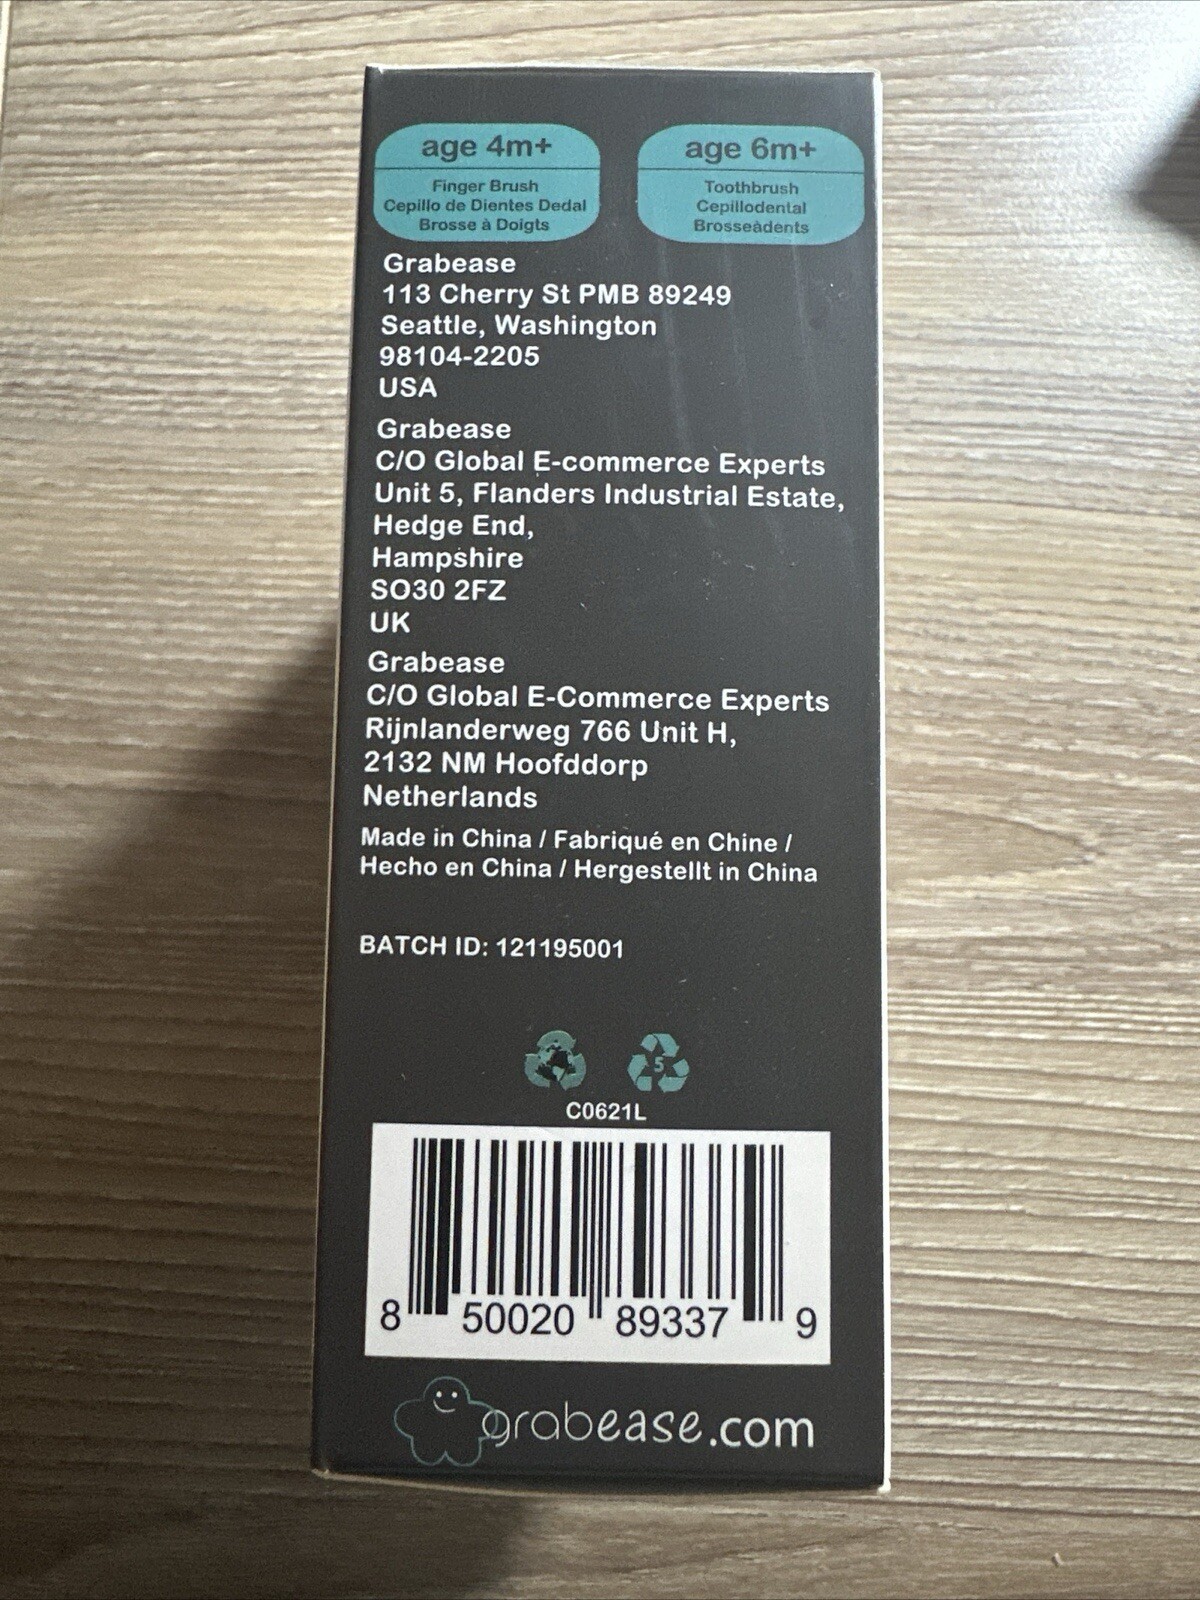 age 4m+
Finger Brush
Cepillo de Dientes Dedal
Brosse à Doigts
age 6m+
Toothbrush
Cepillodental
Brosseàdents
Grabease
113 Cherry St PMB 89249
Seattle, Washington
98104-2205
USA
Grabease
C/O Global E-commerce Experts
Unit 5, Flanders Industrial Estate,
Hedge End,
Hampshire
SO30 2FZ
UK
Grabease
C/O Global E-Commerce Experts
Rijnlanderweg 766 Unit H,
2132 NM Hoofddorp
Netherlands
Made in China / Fabriqué en Chine /
Hecho en China / Hergestellt in China
BATCH ID: 121195001
5
C0621L
8 50020 89337 9
grabease.com